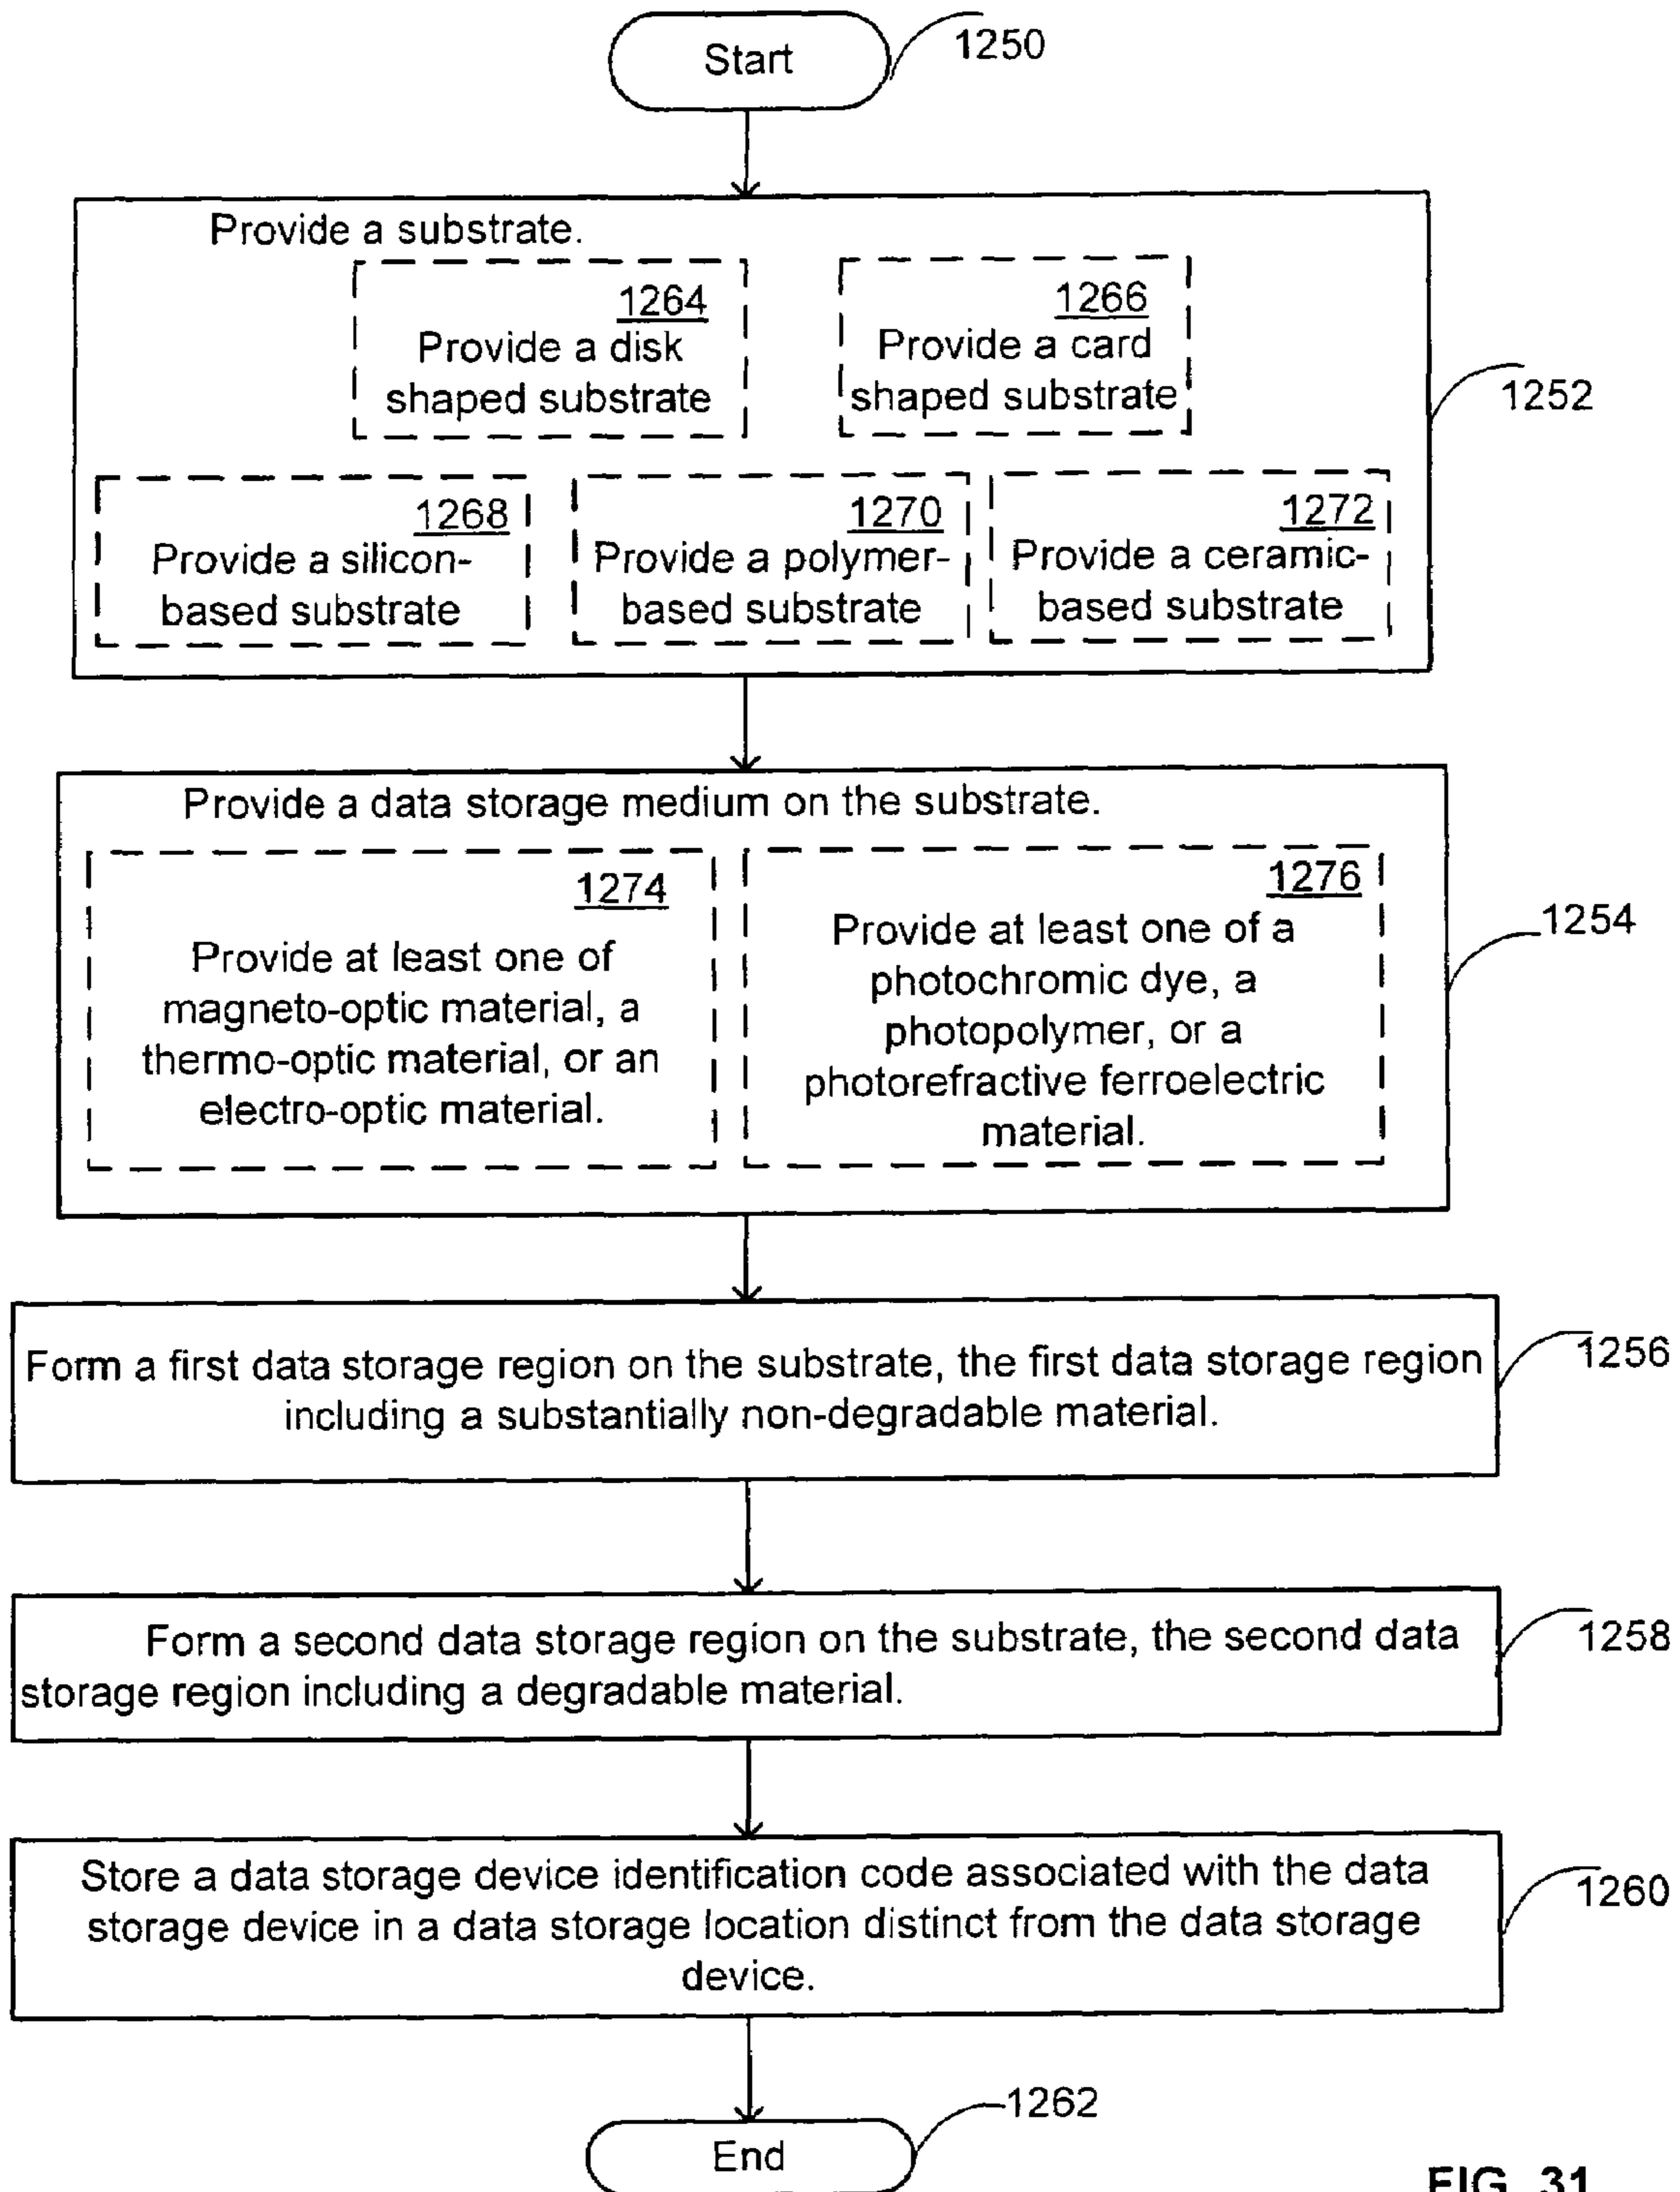 Start
1250
Provide a substrate.
1264
Provide a disk
shaped substrate
1266
Provide a card
shaped substrate
1252
1268
Provide a silicon-
based substrate
1270
Provide a polymer-
based substrate
1272
Provide a ceramic-
based substrate
Provide a data storage medium on the substrate.
1274
Provide at least one of
magneto-optic material, a
thermo-optic material, or an
electro-optic material.
1276
Provide at least one of a
photochromic dye, a
photopolymer, or a
photorefractive ferroelectric
material.
1254
Form a first data storage region on the substrate, the first data storage region
including a substantially non-degradable material.
1256
Form a second data storage region on the substrate, the second data
storage region including a degradable material.
1258
Store a data storage device identification code associated with the data
storage device in a data storage location distinct from the data storage
device.
1260
End
1262
FIG. 31